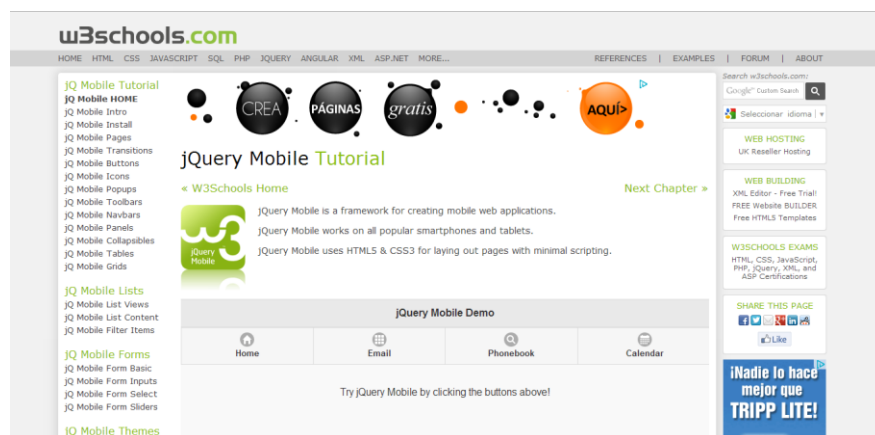 w3schools.com
HOME HTML CSS JAVASCRIPT SQL PHP JQUERY ANGULAR XML ASP.NET MORE... REFERENCES | EXAMPLES | FORUM | ABOUT
jQ Mobile Tutorial
jQ Mobile HOME
jQ Mobile Intro
jQ Mobile Install
jQ Mobile Pages
jQ Mobile Transitions
jQ Mobile Buttons
jQ Mobile Icons
jQ Mobile Popups
jQ Mobile Toolbars
jQ Mobile Navbars
jQ Mobile Panels
jQ Mobile Collapsibles
jQ Mobile Tables
jQ Mobile Grids
jQ Mobile Lists
jQ Mobile List Views
jQ Mobile List Content
jQ Mobile Filter Items
jQ Mobile Forms
jQ Mobile Form Basic
jQ Mobile Form Inputs
jQ Mobile Form Select
jQ Mobile Form Sliders
jQ Mobile Themes
CREA PÁGINAS gratis AQUÍ>
jQuery Mobile Tutorial
« W3Schools Home Next Chapter »
w3
jQuery
Mobile
jQuery Mobile is a framework for creating mobile web applications.
jQuery Mobile works on all popular smartphones and tablets.
jQuery Mobile uses HTML5 & CSS3 for laying out pages with minimal scripting.
jQuery Mobile Demo
Home Email Phonebook Calendar
Try jQuery Mobile by clicking the buttons above!
Search w3schools.com:
Google™ Custom Search
Seleccionar idioma
WEB HOSTING
UK Reseller Hosting
WEB BUILDING
XML Editor - Free Trial!
FREE Website BUILDER
Free HTML5 Templates
W3SCHOOLS EXAMS
HTML, CSS, JavaScript,
PHP, jQuery, XML, and
ASP Certifications
SHARE THIS PAGE
Like
¡Nadie lo hace
mejor que
TRIPP LITE!